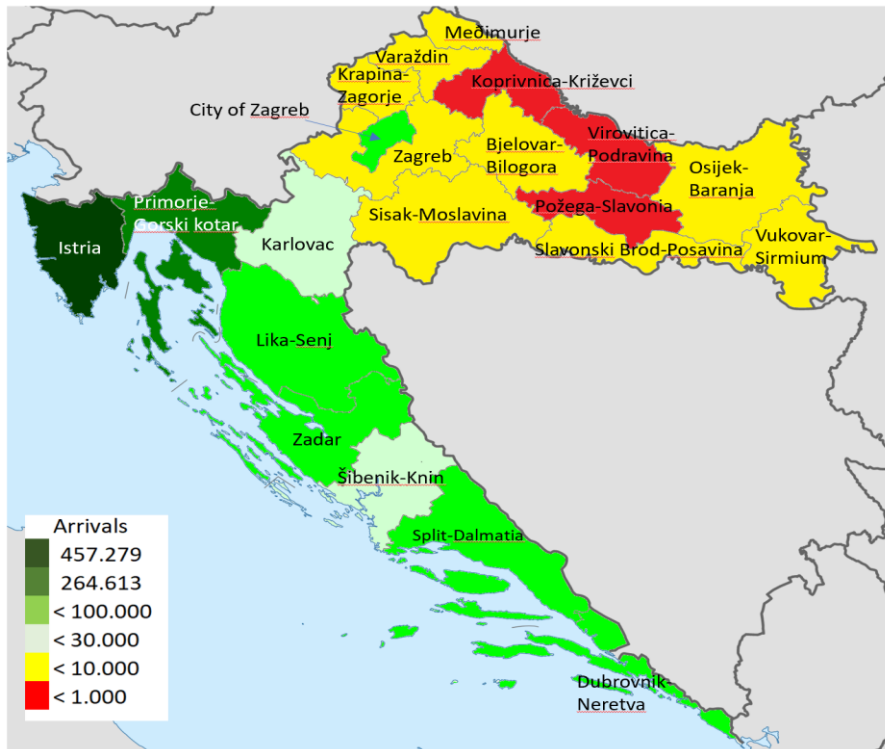 Međimurje
Varaždin
Krapina-
Zagorje
Koprivnica-Križevci
City of Zagreb
Virovitica-
Podravina
Zagreb
Bjelovar-
Bilogora
Osijek-
Baranja
Primorje-
Gorski kotar
Istria
Karlovac
Sisak-Moslavina
Požega-Slavonia
Slavonski Brod-Posavina
Vukovar-
Sirmium
Lika-Senj
Zadar
Šibenik-Knin
Split-Dalmatia
Dubrovnik-
Neretva
Arrivals
457.279
264.613
< 100.000
< 30.000
< 10.000
< 1.000